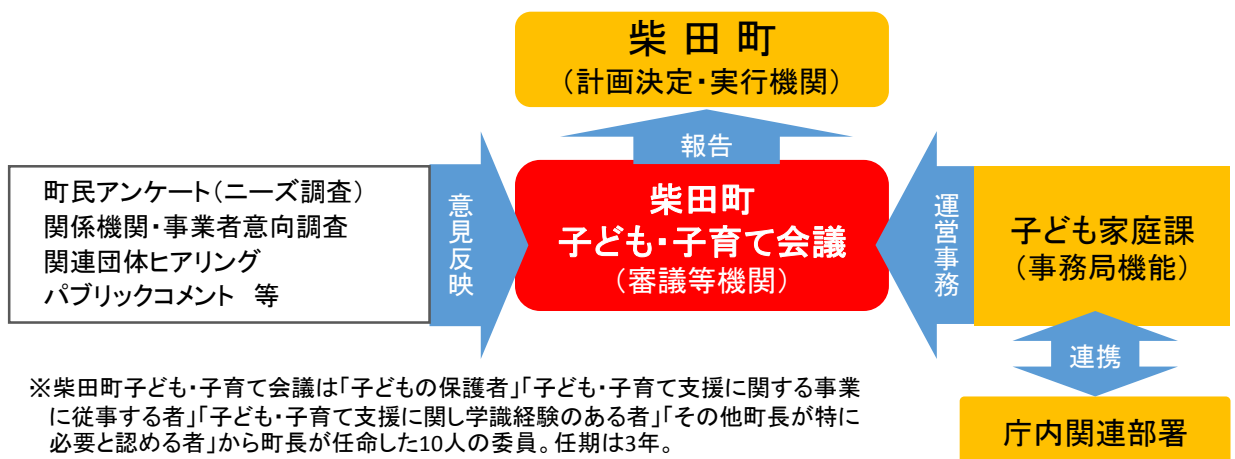 柴田町
（計画決定・実行機関）
報告
町民アンケート（ニーズ調査）
関係機関・事業者意向調査
関連団体ヒアリング
パブリックコメント　等
意見反映
柴田町
子ども・子育て会議
（審議等機関）
運営事務
子ども家庭課
（事務局機能）
連携
庁内関連部署
※柴田町子ども・子育て会議は「子どもの保護者」「子ども・子育て支援に関する事業
に従事する者」「子ども・子育て支援に関し学識経験のある者」「その他町長が特に
必要と認める者」から町長が任命した10人の委員。任期は3年。